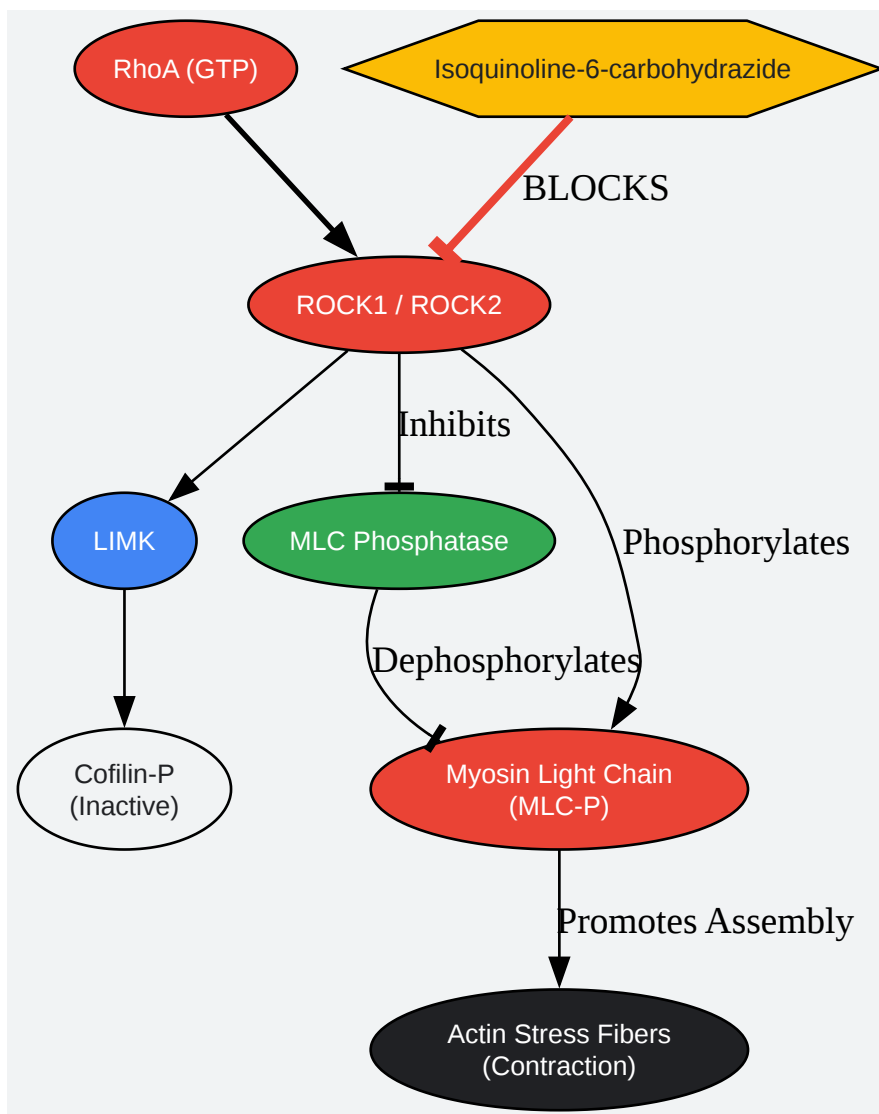 RhoA (GTP)
Isoquinoline-6-carbohydrazide
BLOCKS
ROCK1 / ROCK2
Inhibits
LIMK
MLC Phosphatase
Phosphorylates
Dephosphorylates
Cofilin-P
(Inactive)
Myosin Light Chain
(MLC-P)
Promotes Assembly
Actin Stress Fibers
(Contraction)